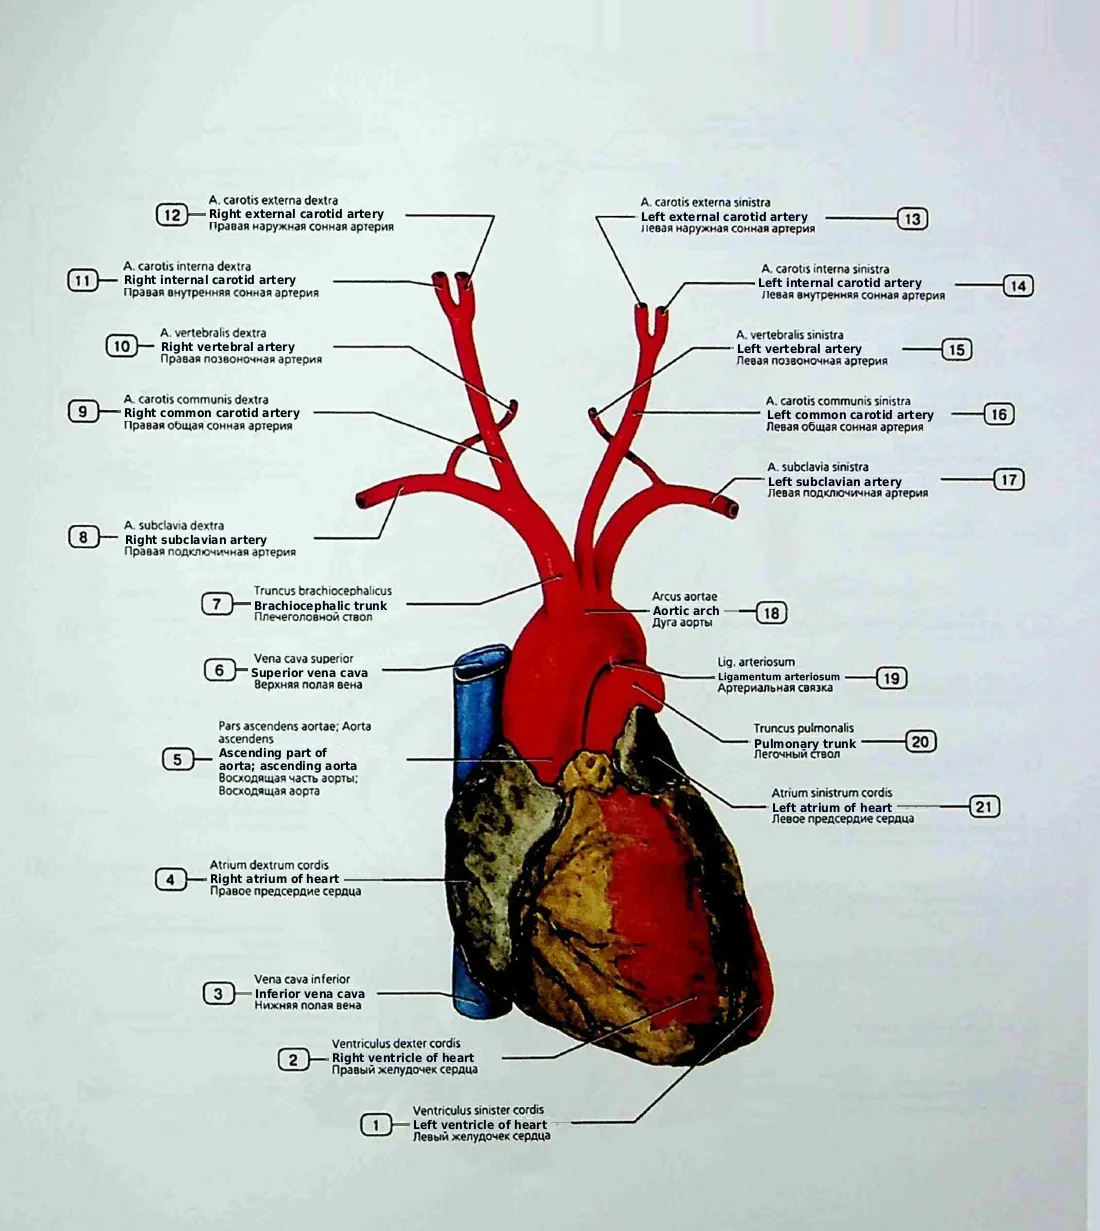 12
A. carotis externa dextra
Right external carotid artery
Правая наружная сонная артерия
11
A. carotis interna dextra
Right internal carotid artery
Правая внутренняя сонная артерия
10
A. vertebralis dextra
Right vertebral artery
Правая позвоночная артерия
9
A. carotis communis dextra
Right common carotid artery
Правая общая сонная артерия
8
A. subclavia dextra
Right subclavian artery
Правая подключичная артерия
7
Truncus brachiocephalicus
Brachiocephalic trunk
Плечеголовной ствол
6
Vena cava superior
Superior vena cava
Верхняя полая вена
5
Pars ascendens aortae; Aorta
ascendens
Ascending part of
aorta; ascending aorta
Восходящая часть аорты;
Восходящая аорта
4
Atrium dextrum cordis
Right atrium of heart
Правое предсердие сердца
3
Vena cava inferior
Inferior vena cava
Нижняя полая вена
2
Ventriculus dexter cordis
Right ventricle of heart
Правый желудочек сердца
1
Ventriculus sinister cordis
Left ventricle of heart
Левый желудочек сердца
A. carotis externa sinistra
Left external carotid artery
Левая наружная сонная артерия
13
A. carotis interna sinistra
Left internal carotid artery
Левая внутренняя сонная артерия
14
A. vertebralis sinistra
Left vertebral artery
Левая позвоночная артерия
15
A. carotis communis sinistra
Left common carotid artery
Левая общая сонная артерия
16
A. subclavia sinistra
Left subclavian artery
Левая подключичная артерия
17
Arcus aortae
Aortic arch
Дуга аорты
18
Lig. arteriosum
Ligamentum arteriosum
Артериальная связка
19
Truncus pulmonalis
Pulmonary trunk
Легочный ствол
20
Atrium sinistrum cordis
Left atrium of heart
Левое предсердие сердца
21